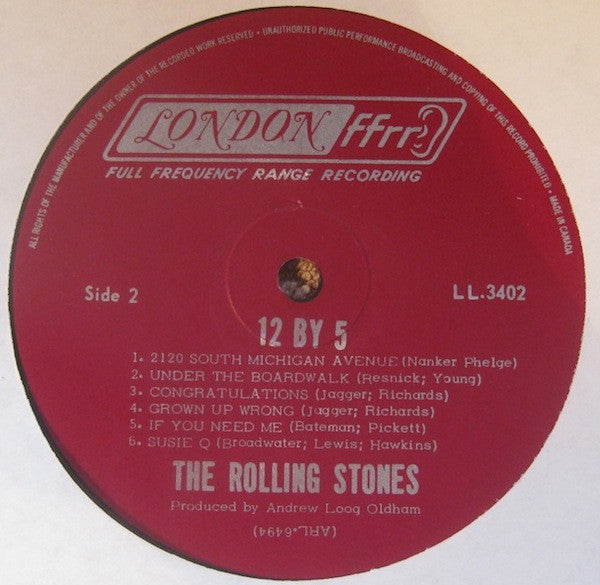 ALL RIGHTS OF THE MANUFACTURER AND OF THE OWNER OF THE RECORDED WORK RESERVED • UNAUTHORIZED PUBLIC PERFORMANCE BROADCASTING AND COPYING OF THIS RECORD PROHIBITED • MADE IN CANADA
LONDON ffrr
FULL FREQUENCY RANGE RECORDING
Side 2 LL.3402
12 BY 5
1. 2120 SOUTH MICHIGAN AVENUE (Nanker Phelge)
2. UNDER THE BOARDWALK (Resnick; Young)
3. CONGRATULATIONS (Jagger; Richards)
4. GROWN UP WRONG (Jagger; Richards)
5. IF YOU NEED ME (Bateman; Pickett)
6. SUSIE Q (Broadwater; Lewis; Hawkins)
THE ROLLING STONES
Produced by Andrew Loog Oldham
(ARL.6494)